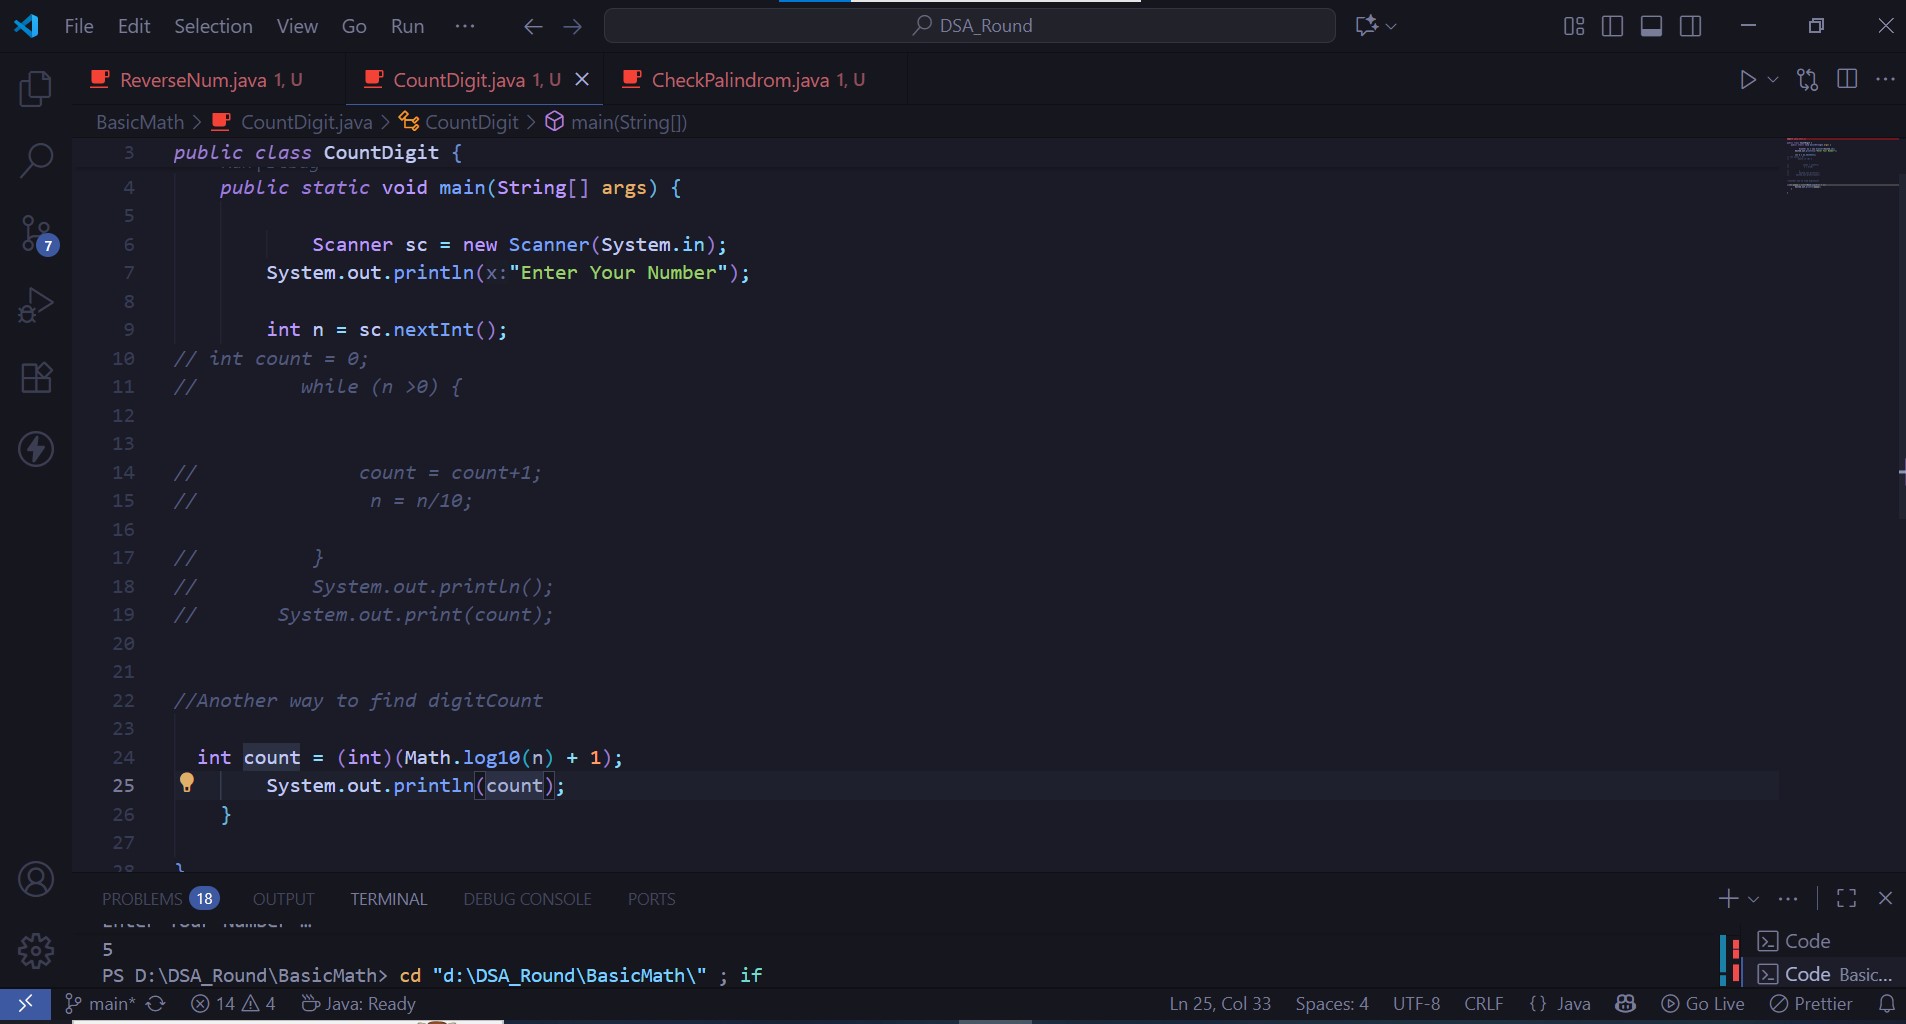 File Edit Selection View Go Run ··· DSA_Round
ReverseNum.java 1, U CountDigit.java 1, U CheckPalindrom.java 1, U
BasicMath > CountDigit.java > CountDigit > main(String[])
3 public class CountDigit {
4 public static void main(String[] args) {
5
6 Scanner sc = new Scanner(System.in);
7 System.out.println(x:"Enter Your Number");
8
9 int n = sc.nextInt();
10 // int count = 0;
11 // while (n >0) {
12
13
14 // count = count+1;
15 // n = n/10;
16
17 // }
18 // System.out.println();
19 // System.out.print(count);
20
21
22 //Another way to find digitCount
23
24 int count = (int)(Math.log10(n) + 1);
25 System.out.println(count);
26 }
27
28 }
7
PROBLEMS 18 OUTPUT TERMINAL DEBUG CONSOLE PORTS
Enter Your Number
5
PS D:\DSA_Round\BasicMath> cd "d:\DSA_Round\BasicMath\" ; if
Code
Code Basic...
main* 14 4 Java: Ready Ln 25, Col 33 Spaces: 4 UTF-8 CRLF {} Java Go Live Prettier